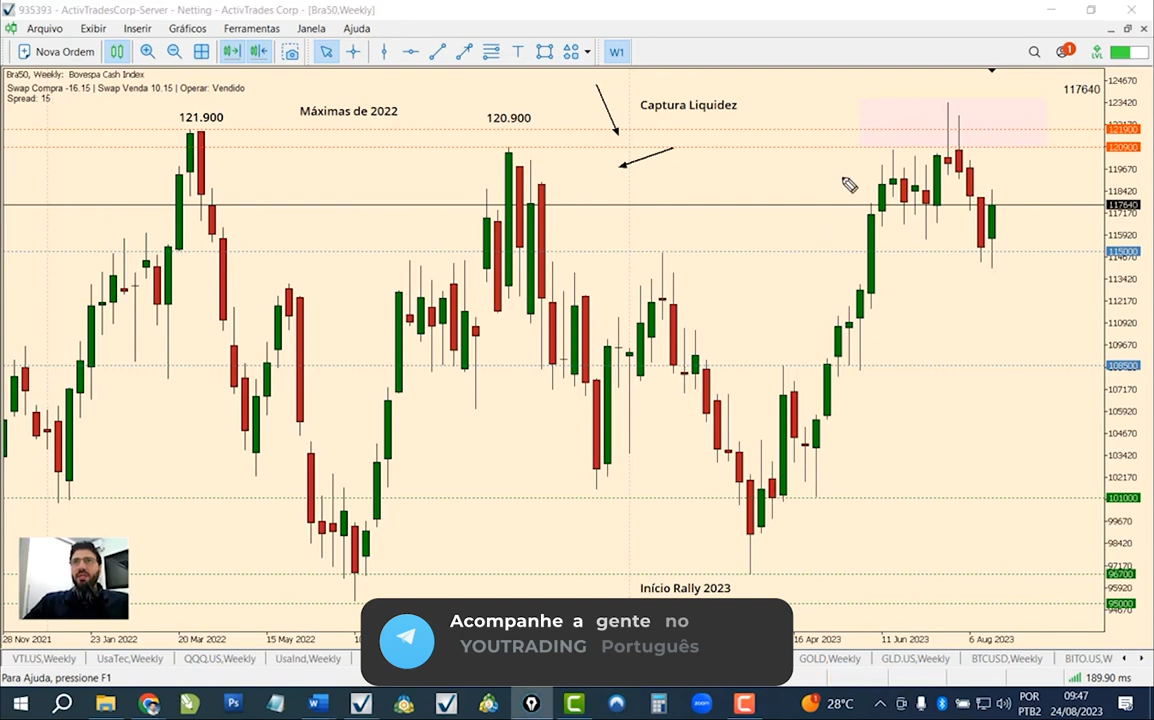 935393 - ActivTradesCorp-Server - Netting - ActivTrades Corp - [Bra50,Weekly]
Arquivo Exibir Inserir Gráficos Ferramentas Janela Ajuda
Nova Ordem W1 1 LVL
Bra50, Weekly: Bovespa Cash Index
Swap Compra -16.15 | Swap Venda 10.15 | Operar: Vendido
Spread: 15
117640
Máximas de 2022
Captura Liquidez
121.900
120.900
124670
123420
121900
120900
119670
118420
117640
117170
115920
115000
114670
113420
112170
110920
109670
108500
107170
105920
104670
103420
102170
101000
99670
98420
97170
96700
95920
95000
94670
Início Rally 2023
Acompanhe a gente no
YOUTRADING Português
28 Nov 2021 23 Jan 2022 20 Mar 2022 15 May 2022 16 Apr 2023 11 Jun 2023 6 Aug 2023
VTI.US,Weekly UsaTec,Weekly QQQ.US,Weekly UsaInd,Weekly GOLD,Weekly GLD.US,Weekly BTCUSD,Weekly BITO.US,W
Para Ajuda, pressione F1
189.90 ms
28°C
POR
PTB2
09:47
24/08/2023